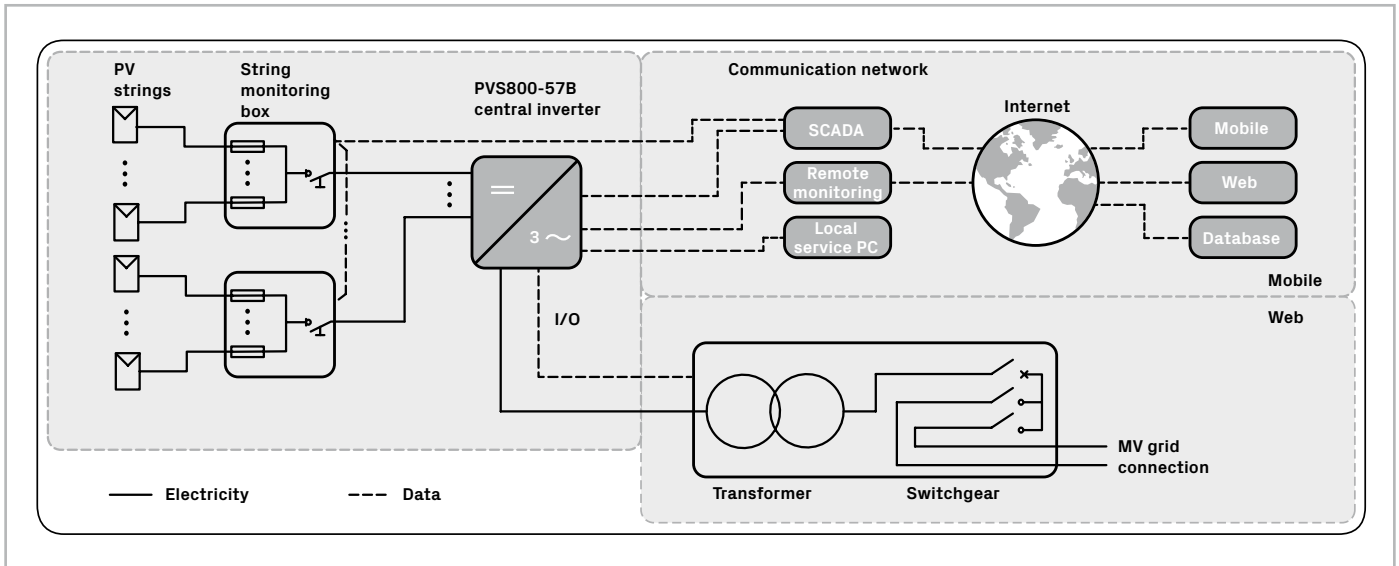 PV
strings
String
monitoring
box
PVS800-57B
central inverter
Communication network
Internet
SCADA
Remote
monitoring
Local
service PC
Mobile
Web
Database
Mobile
Web
3
I/O
MV grid
connection
Transformer
Switchgear
Electricity
Data